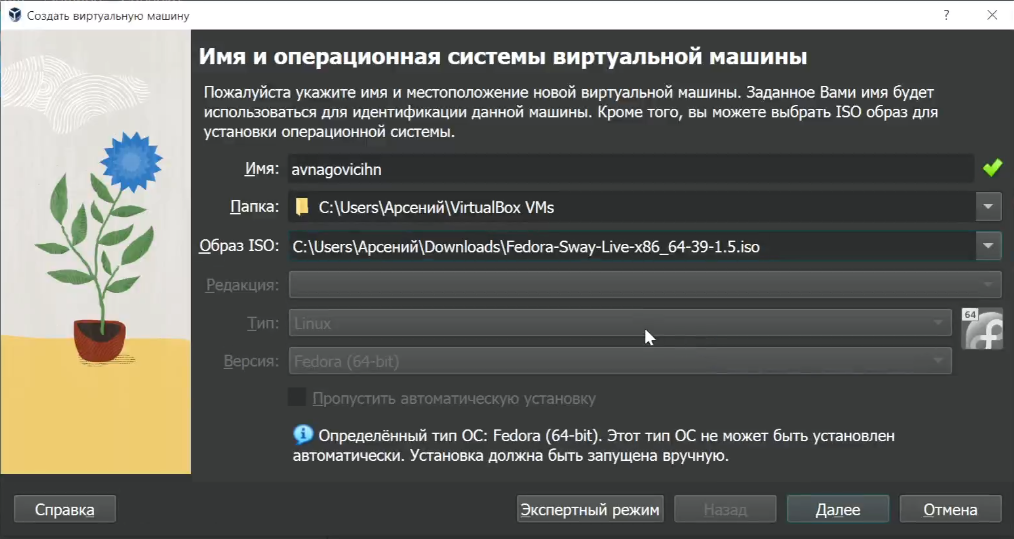 Создать виртуальную машину
?
Имя и операционная системы виртуальной машины
Пожалуйста укажите имя и местоположение новой виртуальной машины. Заданное Вами имя будет
использоваться для идентификации данной машины. Кроме того, вы можете выбрать ISO образ для
установки операционной системы.
Имя: avnagovicihn
Папка: C:\Users\Арсений\VirtualBox VMs
Образ ISO: C:\Users\Арсений\Downloads\Fedora-Sway-Live-x86_64-39-1.5.iso
Редакция:
Тип: Linux
64
Версия: Fedora (64-bit)
Пропустить автоматическую установку
Определённый тип ОС: Fedora (64-bit). Этот тип ОС не может быть установлен
автоматически. Установка должна быть запущена вручную.
Справка Экспертный режим Назад Далее Отмена